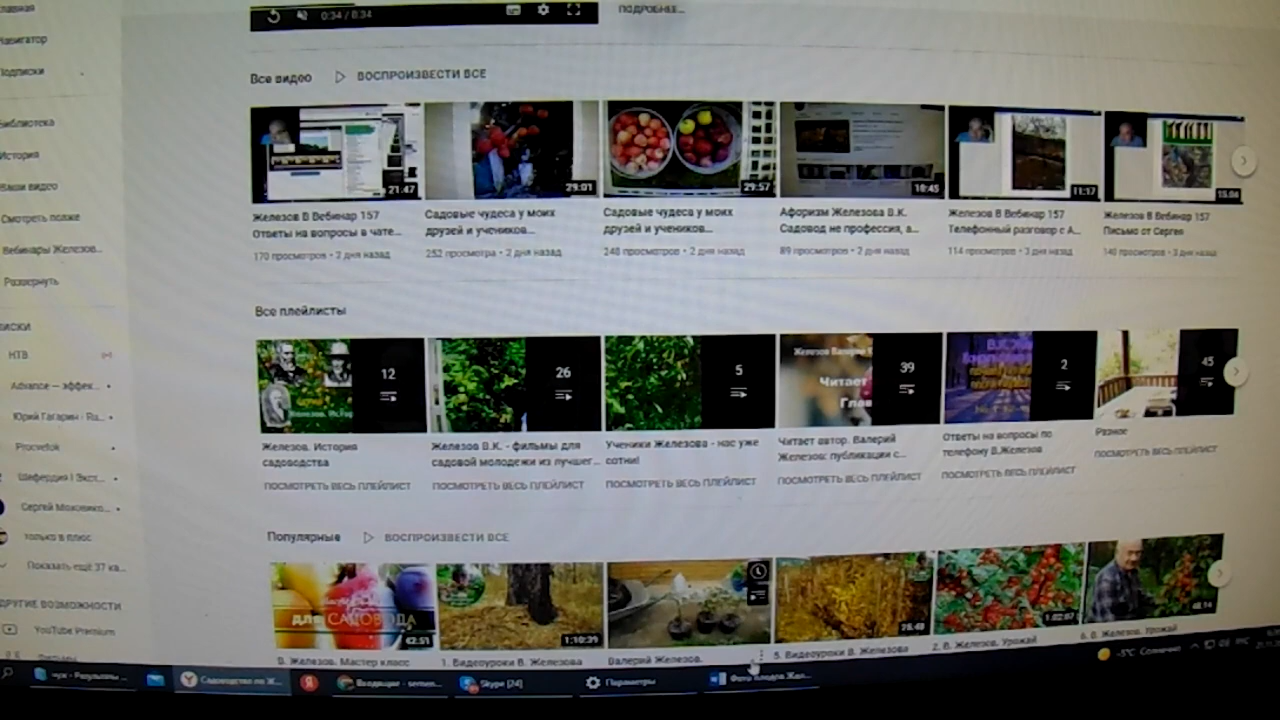 0:34 / 0:34
ПОДРОБНЕЕ...
Главная
Навигатор
Подписки
Библиотека
История
Ваши видео
Смотреть позже
Вебинары Железов...
Развернуть
НТВ
Advance — эффек...
Юрий Гагарин - Ru...
Procvetok
Шефердия I Экст...
Сергей Моховико...
только в плюс
Показать ещё 37 ка...
ДРУГИЕ ВОЗМОЖНОСТИ
YouTube Premium
Фильмы
Все видео
ВОСПРОИЗВЕСТИ ВСЕ
21:47
29:01
29:57
10:45
11:17
15:04
Железов В Вебинар 157
Ответы на вопросы в чате...
170 просмотров • 2 дня назад
Садовые чудеса у моих
друзей и учеников...
252 просмотра • 2 дня назад
Садовые чудеса у моих
друзей и учеников...
248 просмотров • 2 дня назад
Афоризм Железова В.К.
Садовод не профессия, а...
89 просмотров • 2 дня назад
Железов В Вебинар 157
Телефонный разговор с А...
114 просмотров • 3 дня назад
Железов В Вебинар 157
Письмо от Сергея
140 просмотров • 3 дня назад
Все плейлисты
12
26
5
Железов Валерий
Читает
Глав
39
2
45
Железов. История
садоводства
ПОСМОТРЕТЬ ВЕСЬ ПЛЕЙЛИСТ
Железов В.К. - фильмы для
садовой молодежи из лучшег...
ПОСМОТРЕТЬ ВЕСЬ ПЛЕЙЛИСТ
Ученики Железова - нас уже
сотни!
ПОСМОТРЕТЬ ВЕСЬ ПЛЕЙЛИСТ
Читает автор. Валерий
Железов: публикации с...
ПОСМОТРЕТЬ ВЕСЬ ПЛЕЙЛИСТ
Ответы на вопросы по
телефону В.Железов
ПОСМОТРЕТЬ ВЕСЬ ПЛЕЙЛИСТ
Разное
ПОСМОТРЕТЬ ВЕСЬ ПЛЕЙЛИСТ
Популярные
ВОСПРОИЗВЕСТИ ВСЕ
для САДОВОДА
42:51
1:10:39
28:40
1:02:07
48:14
В. Железов. Мастер класс
1. Видеоуроки В. Железова
Валерий Железов.
5. Видеоуроки В. Железова
2. В. Железов. Урожай
6. В. Железов. Урожай
Садоводство по Ж...
Входящие - semen...
Skype [24]
Параметры
Фото плодов Жел...
-5°C Солнечно